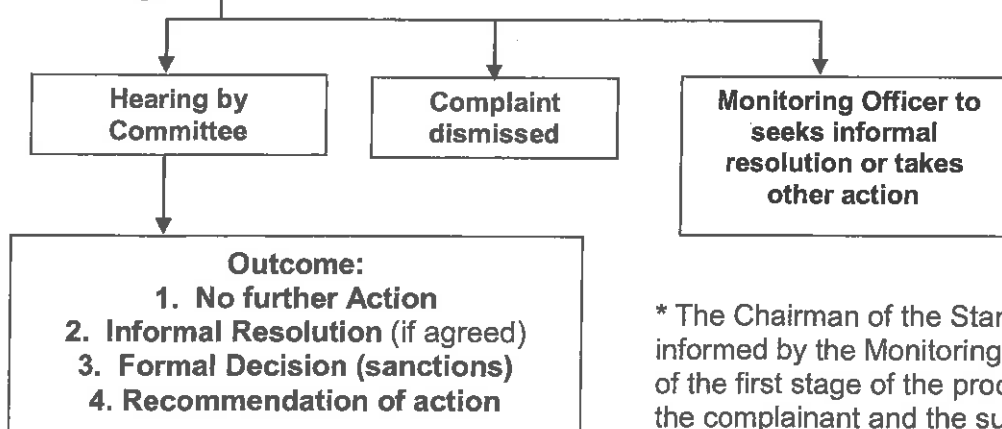 Hearing by
Committee
Complaint
dismissed
Monitoring Officer to
seeks informal
resolution or takes
other action
Outcome:
1. No further Action
2. Informal Resolution (if agreed)
3. Formal Decision (sanctions)
4. Recommendation of action
* The Chairman of the
informed by the Monitoring
of the first stage of the
the complainant and the